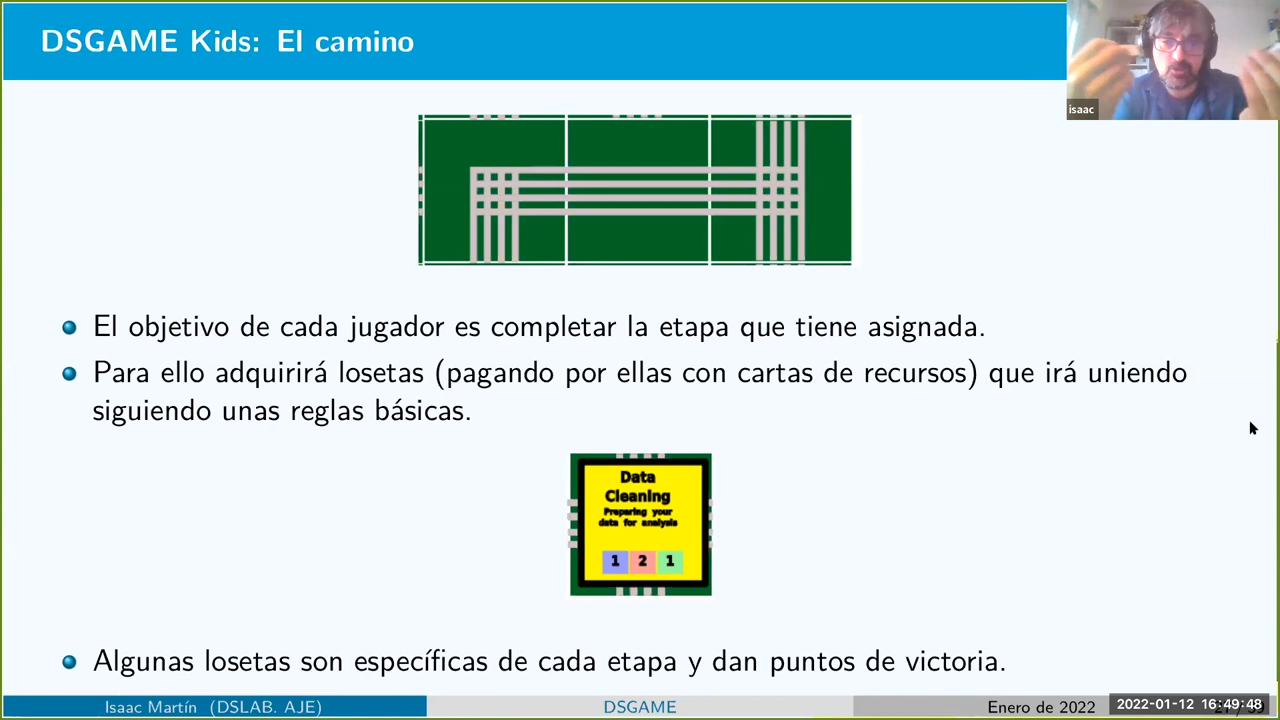 DSGAME Kids: El camino
isaac
El objetivo de cada jugador es completar la etapa que tiene asignada.
Para ello adquirirá losetas (pagando por ellas con cartas de recursos) que irá uniendo
siguiendo unas reglas básicas.
Data
Cleaning
Preparing your
data for analysis
1 2 1
Algunas losetas son específicas de cada etapa y dan puntos de victoria.
Isaac Martín (DSLAB. AJE) DSGAME Enero de 2022
2022-01-12 16:49:48